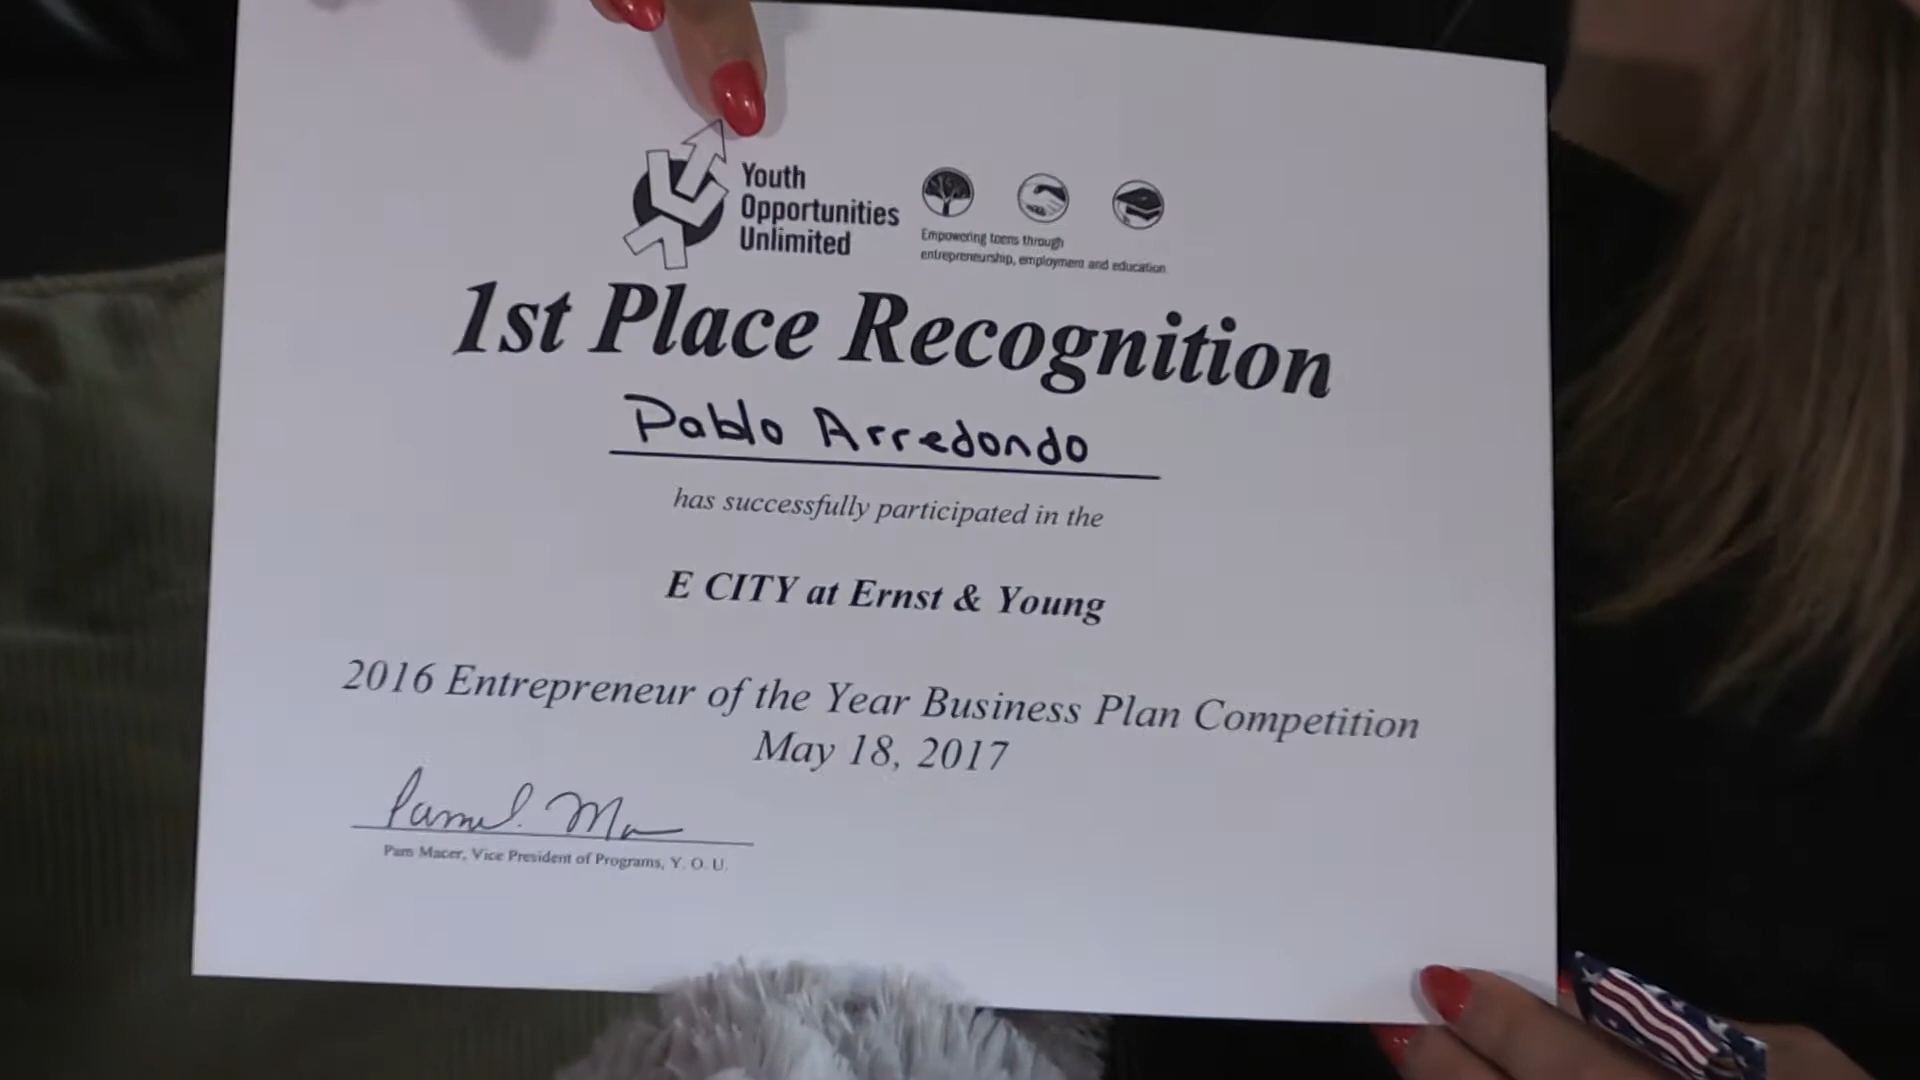 Youth
Opportunities
Unlimited
Empowering teens through
entrepreneurship, employment and education
1st Place Recognition
Pablo Arredondo
has successfully participated in the
E CITY at Ernst & Young
2016 Entrepreneur of the Year Business Plan Competition
May 18, 2017
Pam Macer, Vice President of Programs, Y. O. U.